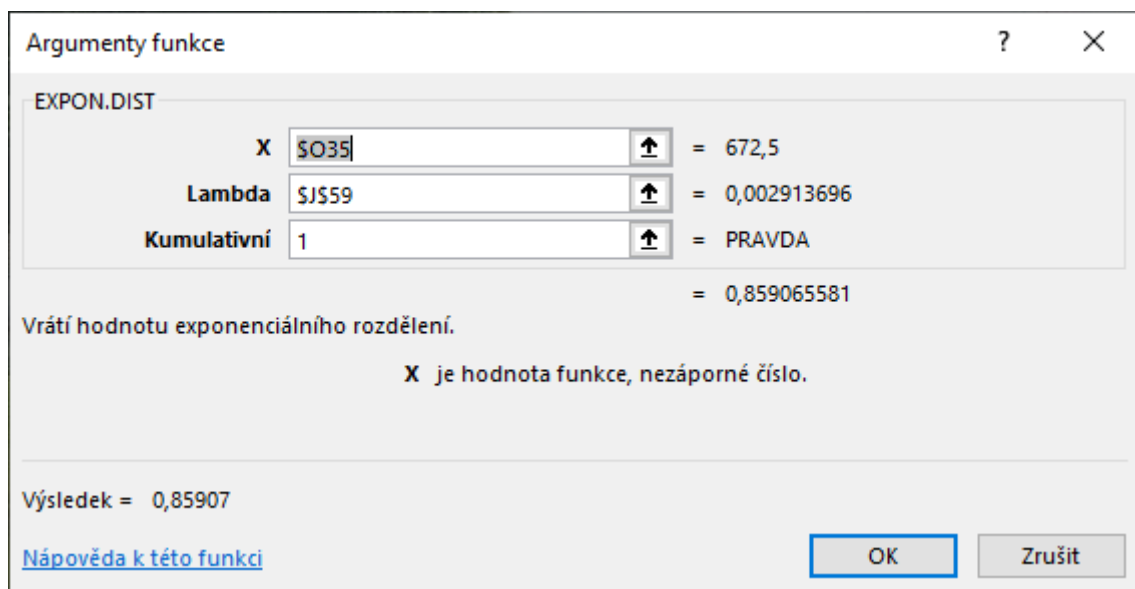 Argumenty funkce ?
EXPON.DIST
X $O35 = 672,5
Lambda $J$59 = 0,002913696
Kumulativní 1 = PRAVDA
= 0,859065581
Vrátí hodnotu exponenciálního rozdělení.
X je hodnota funkce, nezáporné číslo.
Výsledek = 0,85907
Nápověda k této funkci OK Zrušit